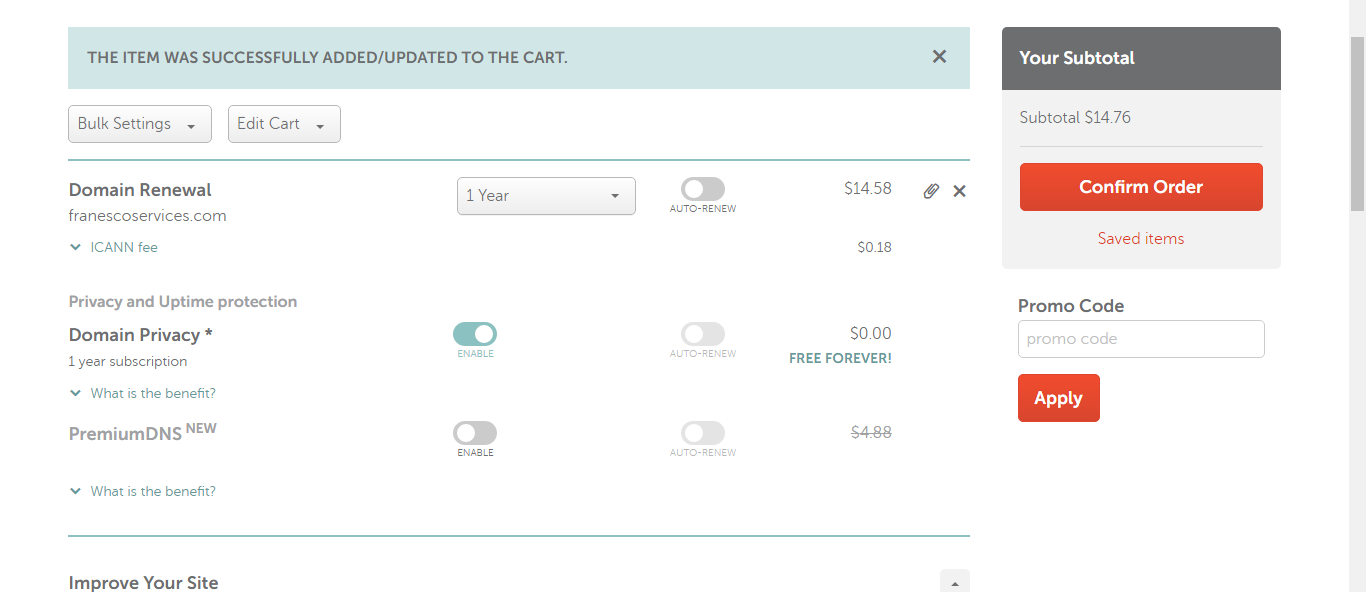 THE ITEM WAS SUCCESSFULLY ADDED/UPDATED TO THE CART.
Bulk Settings
Edit Cart
Domain Renewal
franescoservices.com
1 Year
AUTO-RENEW
$14.58
ICANN fee
$0.18
Privacy and Uptime protection
Domain Privacy *
1 year subscription
ENABLE
AUTO-RENEW
$0.00
FREE FOREVER!
What is the benefit?
PremiumDNS NEW
ENABLE
AUTO-RENEW
$4.88
What is the benefit?
Improve Your Site
Your Subtotal
Subtotal $14.76
Confirm Order
Saved items
Promo Code
promo code
Apply